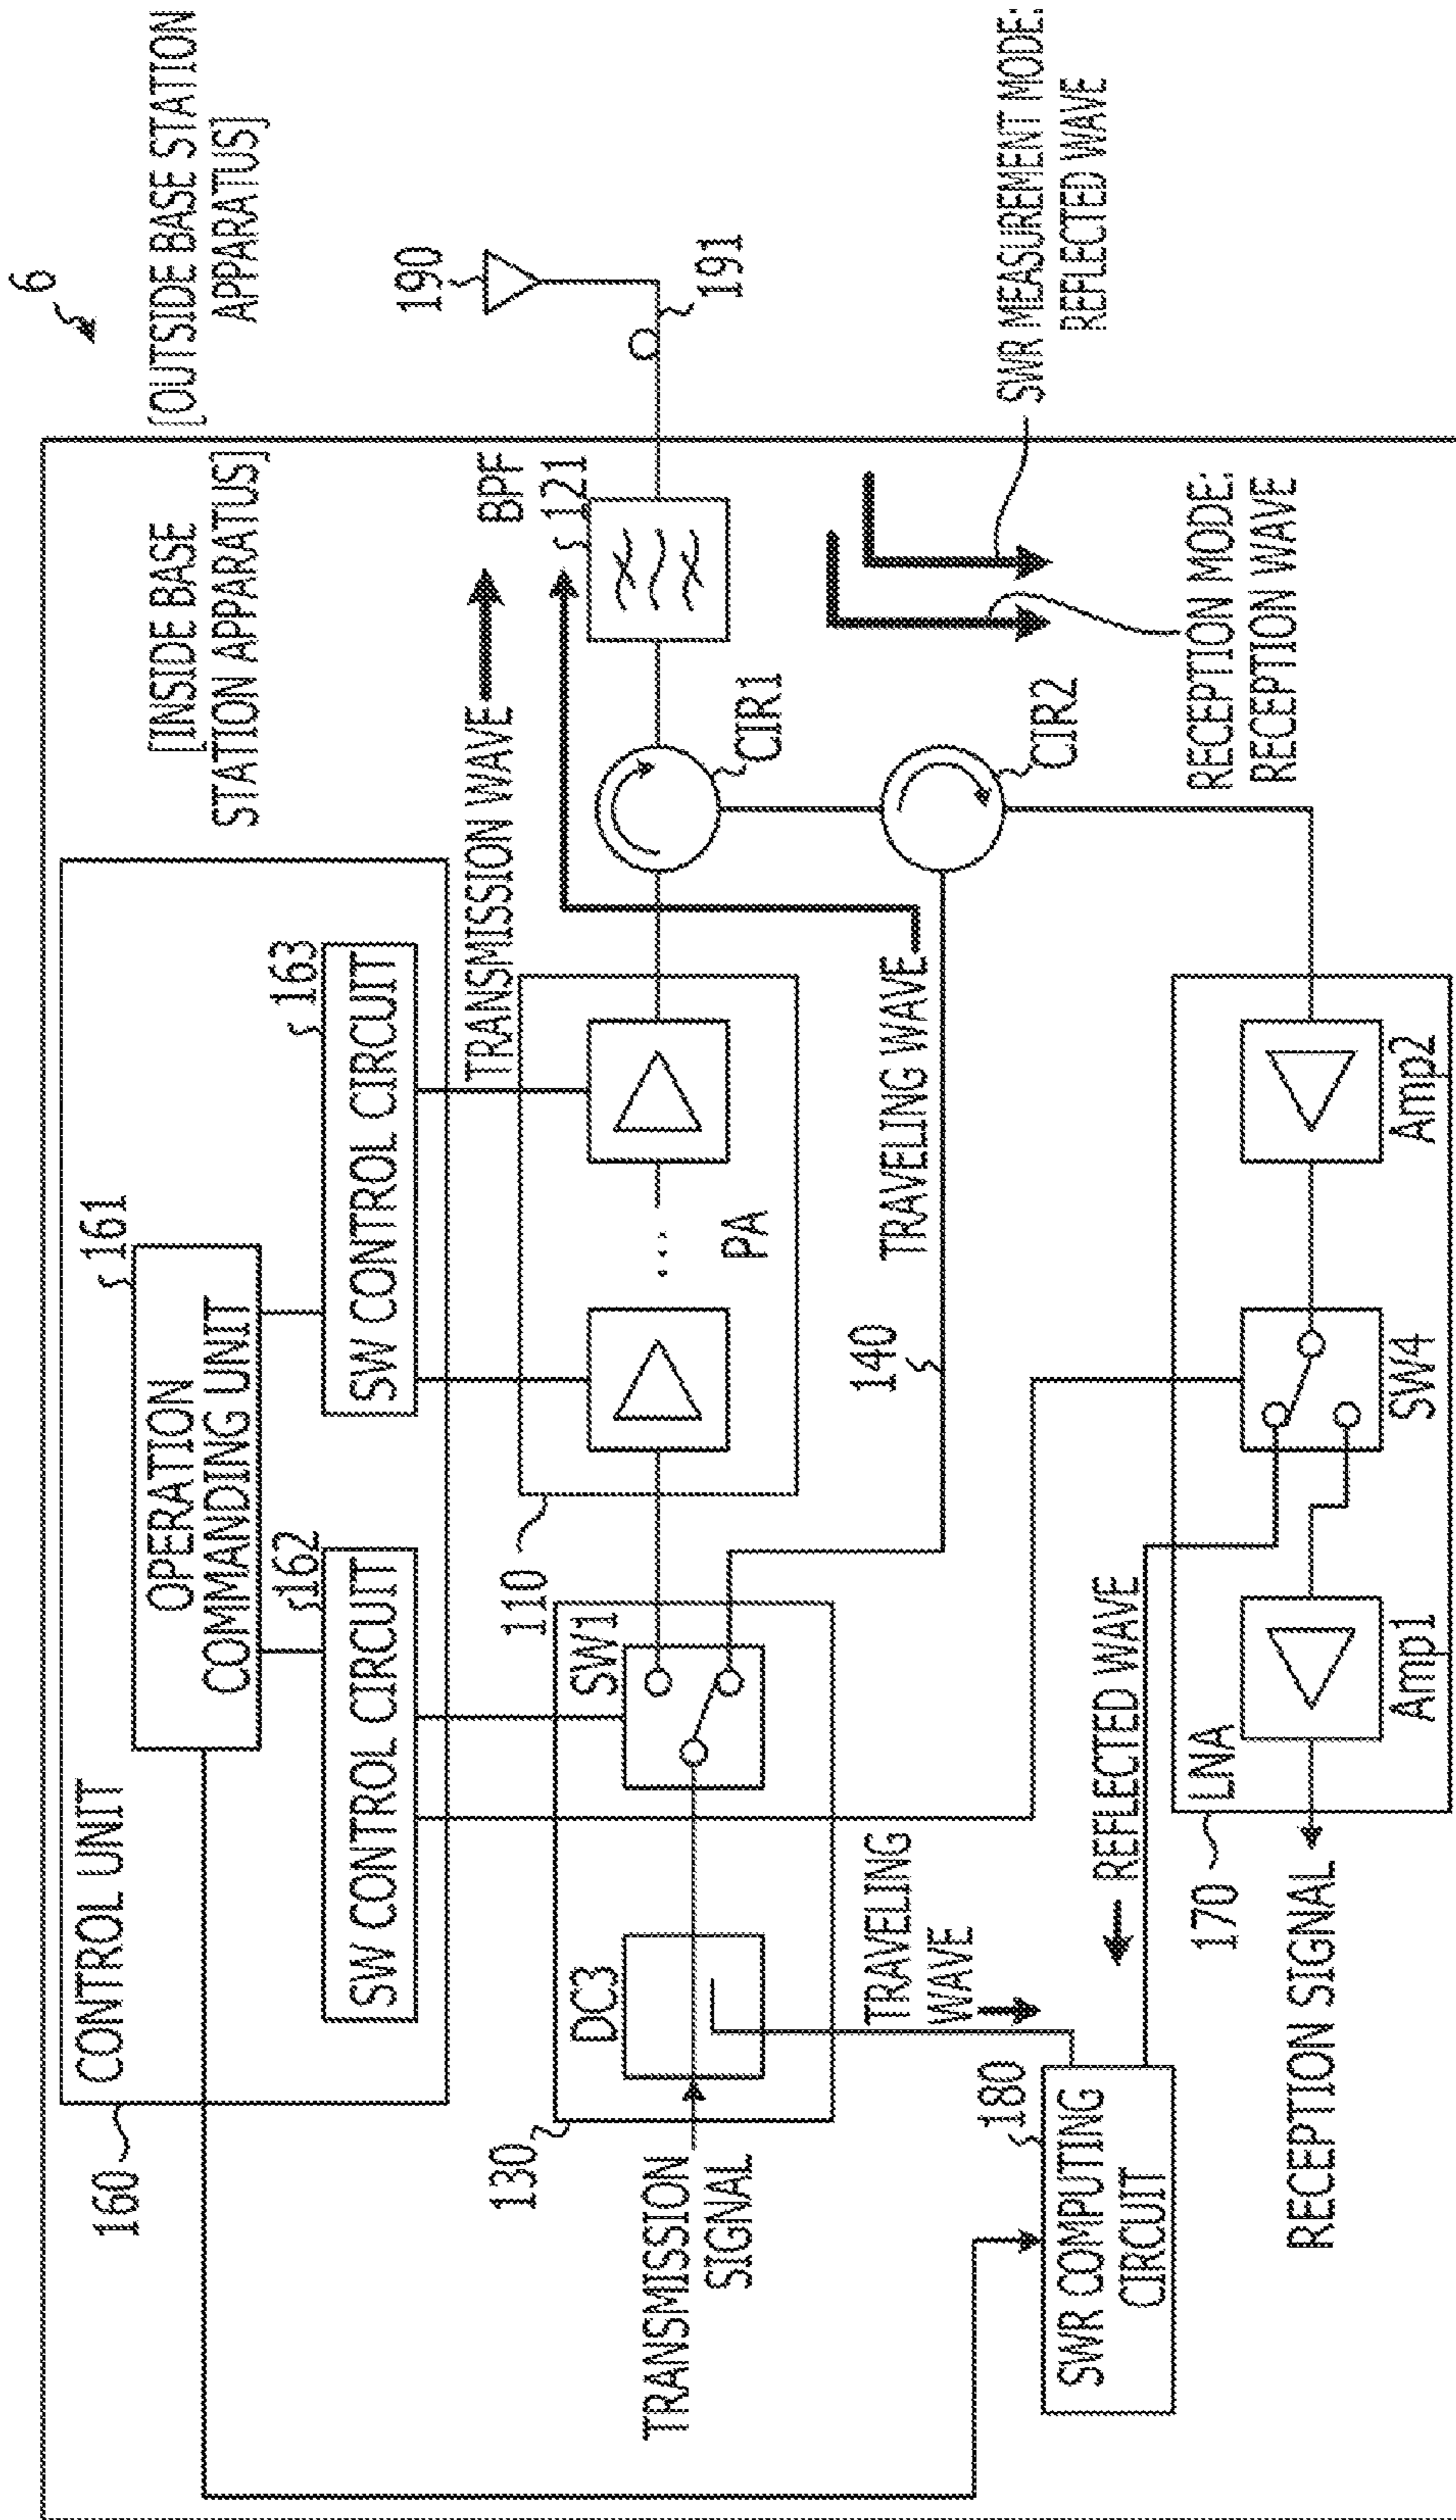 6
[INSIDE BASE
STATION APPARATUS]
[OUTSIDE BASE STATION
APPARATUS]
CONTROL UNIT
160
OPERATION
COMMANDING UNIT
161
162
SW CONTROL CIRCUIT
163
SW CONTROL CIRCUIT
TRANSMISSION WAVE
BPF
121
190
191
130
DC3
SW1
110
PA
CIR1
TRANSMISSION
SIGNAL
TRAVELING
WAVE
140
TRAVELING WAVE
CIR2
SWR MEASUREMENT MODE:
REFLECTED WAVE
RECEPTION MODE:
RECEPTION WAVE
180
SWR COMPUTING
CIRCUIT
REFLECTED WAVE
170
LNA
Amp1
SW4
Amp2
RECEPTION SIGNAL